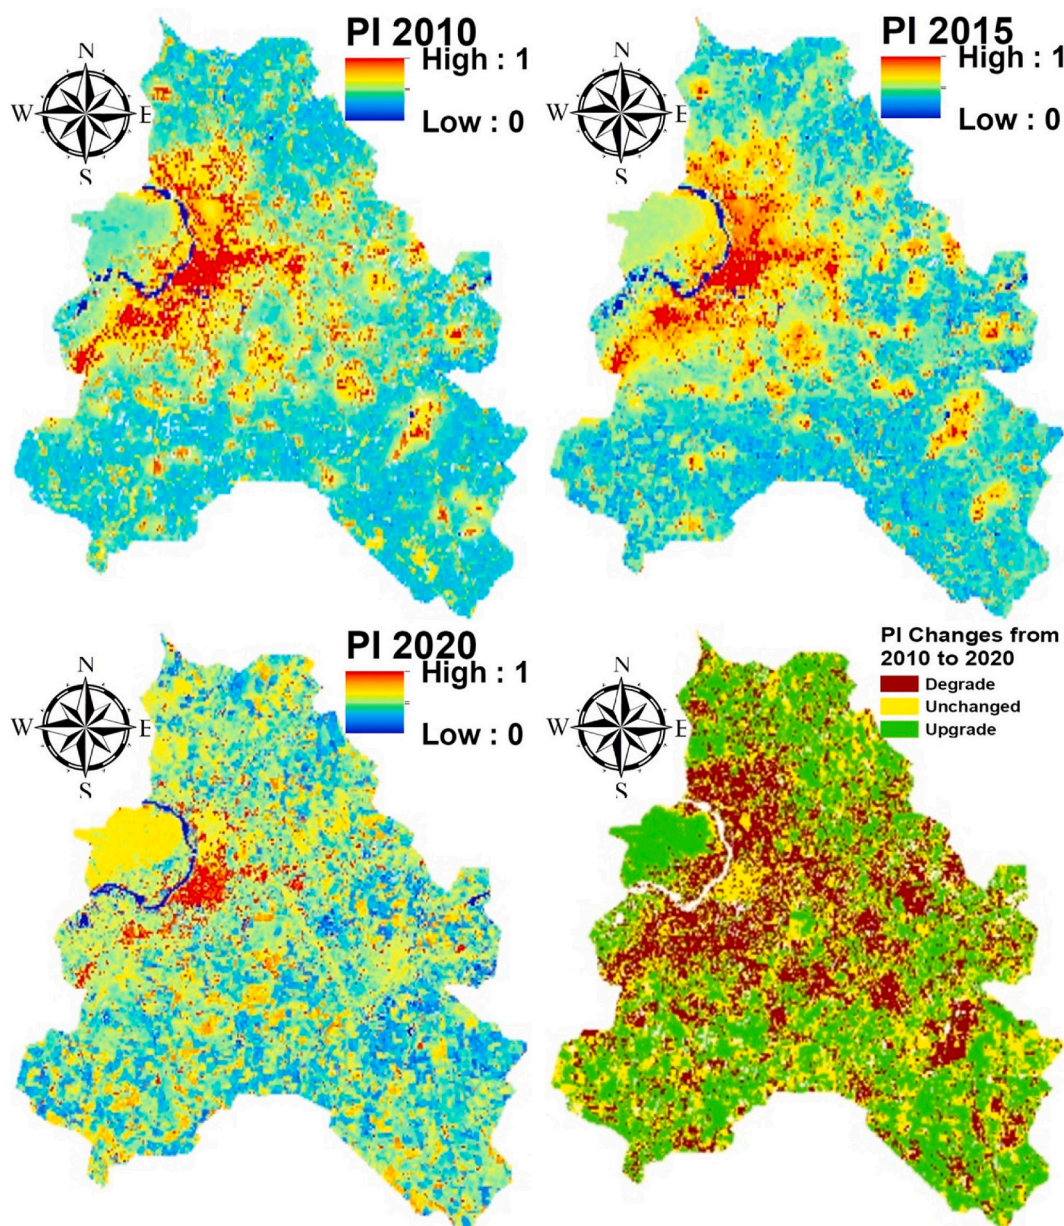 PI 2010
High : 1
Low : 0
N
W
E
S
PI 2015
High : 1
Low : 0
N
W
E
S
PI 2020
High : 1
Low : 0
N
W
E
S
PI Changes from
2010 to 2020
Degrade
Unchanged
Upgrade
N
W
E
S